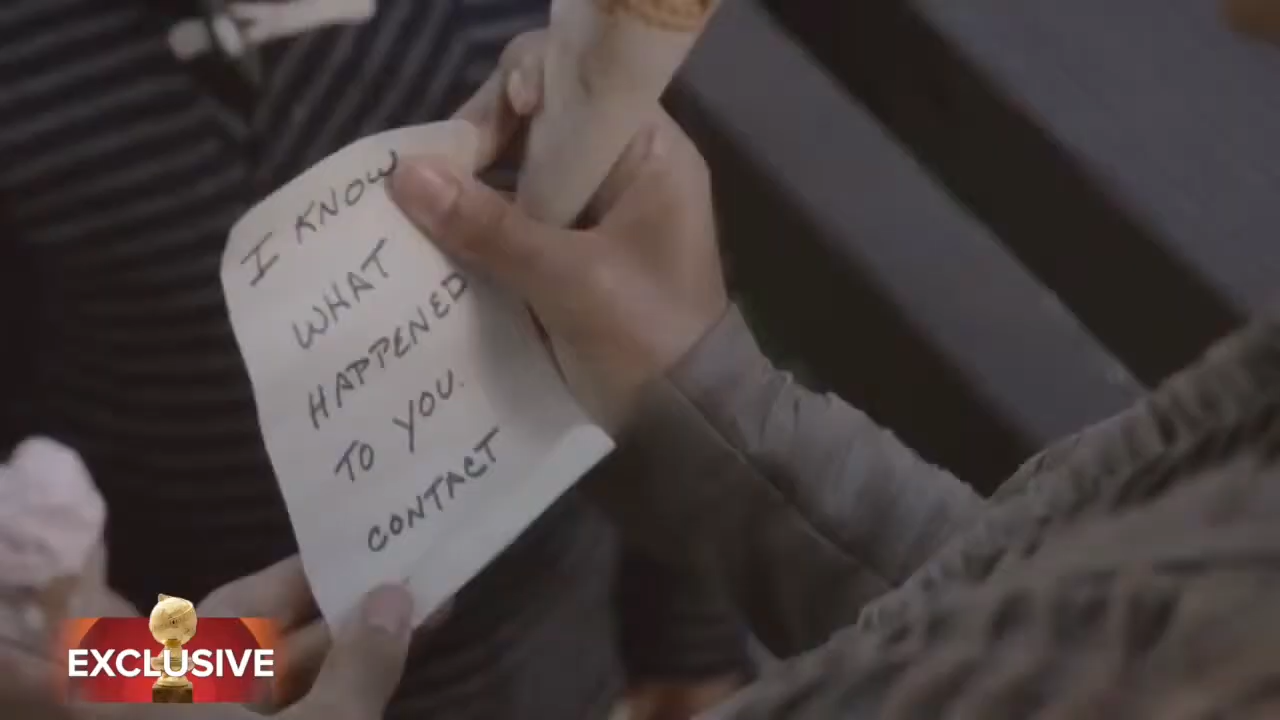 I KNOW
WHAT
HAPPENED
TO YOU.
CONTACT
EXCLUSIVE